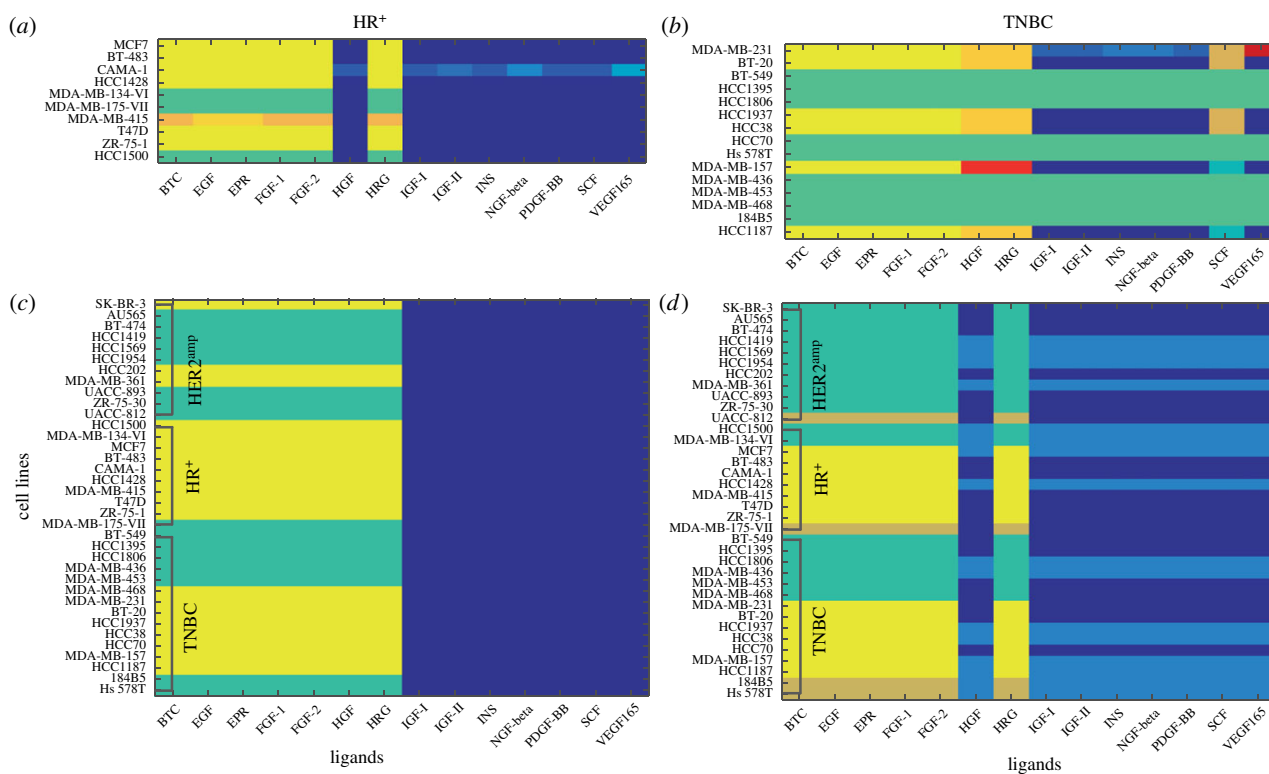 (a)
HR+
MCF7
BT-483
CAMA-1
HCC1428
MDA-MB-134-VI
MDA-MB-175-VII
MDA-MB-415
T47D
ZR-75-1
HCC1500
BTC
EGF
EPR
FGF-1
FGF-2
HGF
HRG
IGF-I
IGF-II
INS
NGF-beta
PDGF-BB
SCF
VEGF165
(b)
TNBC
MDA-MB-231
BT-20
BT-549
HCC1395
HCC1806
HCC1937
HCC38
HCC70
Hs 578T
MDA-MB-157
MDA-MB-436
MDA-MB-453
MDA-MB-468
184B5
HCC1187
BTC
EGF
EPR
FGF-1
FGF-2
HGF
HRG
IGF-I
IGF-II
INS
NGF-beta
PDGF-BB
SCF
VEGF165
(c)
cell lines
SK-BR-3
AU565
BT-474
HCC1419
HCC1569
HCC1954
HCC202
MDA-MB-361
UACC-893
ZR-75-30
UACC-812
HCC1500
MDA-MB-134-VI
MCF7
BT-483
CAMA-1
HCC1428
MDA-MB-415
T47D
ZR-75-1
MDA-MB-175-VII
BT-549
HCC1395
HCC1806
MDA-MB-436
MDA-MB-453
MDA-MB-468
MDA-MB-231
BT-20
HCC1937
HCC38
HCC70
MDA-MB-157
HCC1187
184B5
Hs 578T
HER2amp
HR+
TNBC
BTC
EGF
EPR
FGF-1
FGF-2
HGF
HRG
IGF-I
IGF-II
INS
NGF-beta
PDGF-BB
SCF
VEGF165
ligands
(d)
SK-BR-3
AU565
BT-474
HCC1419
HCC1569
HCC1954
HCC202
MDA-MB-361
UACC-893
ZR-75-30
UACC-812
HCC1500
MDA-MB-134-VI
MCF7
BT-483
CAMA-1
HCC1428
MDA-MB-415
T47D
ZR-75-1
MDA-MB-175-VII
BT-549
HCC1395
HCC1806
MDA-MB-436
MDA-MB-453
MDA-MB-468
MDA-MB-231
BT-20
HCC1937
HCC38
HCC70
MDA-MB-157
HCC1187
184B5
Hs 578T
HER2amp
HR+
TNBC
BTC
EGF
EPR
FGF-1
FGF-2
HGF
HRG
IGF-I
IGF-II
INS
NGF-beta
PDGF-BB
SCF
VEGF165
ligands